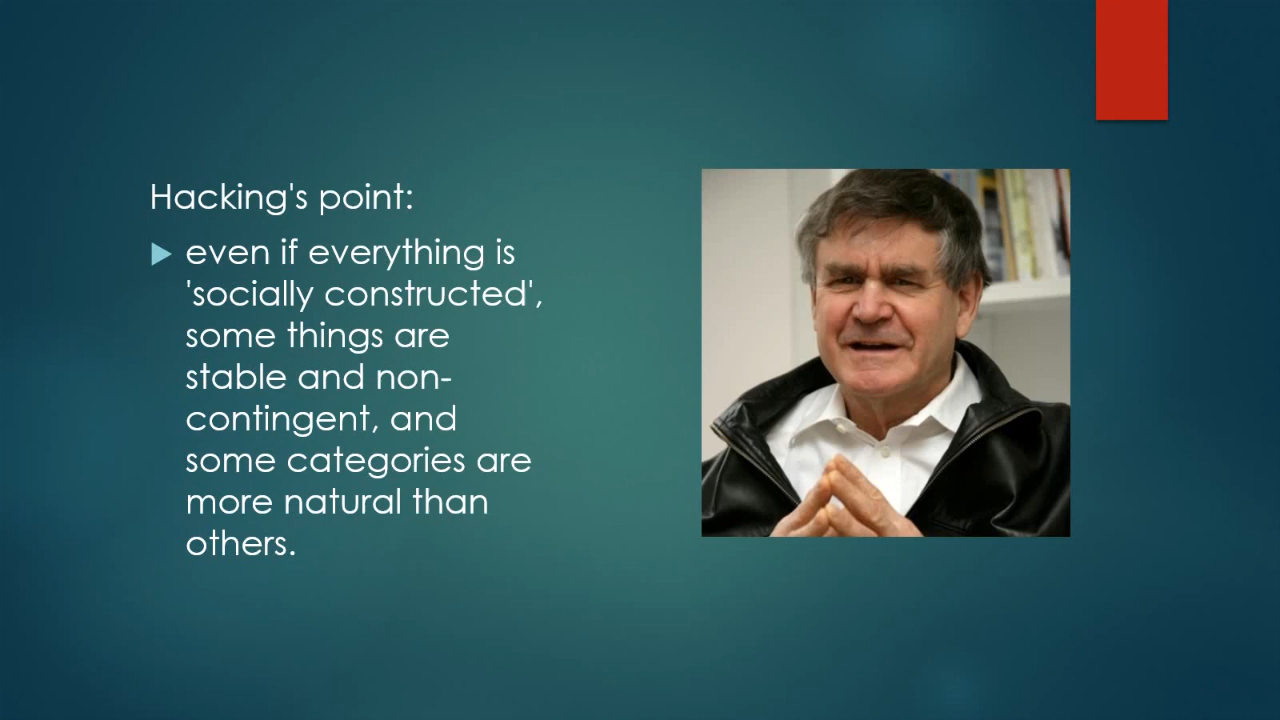 Hacking's point:
even if everything is
'socially constructed',
some things are
stable and non-
contingent, and
some categories are
more natural than
others.